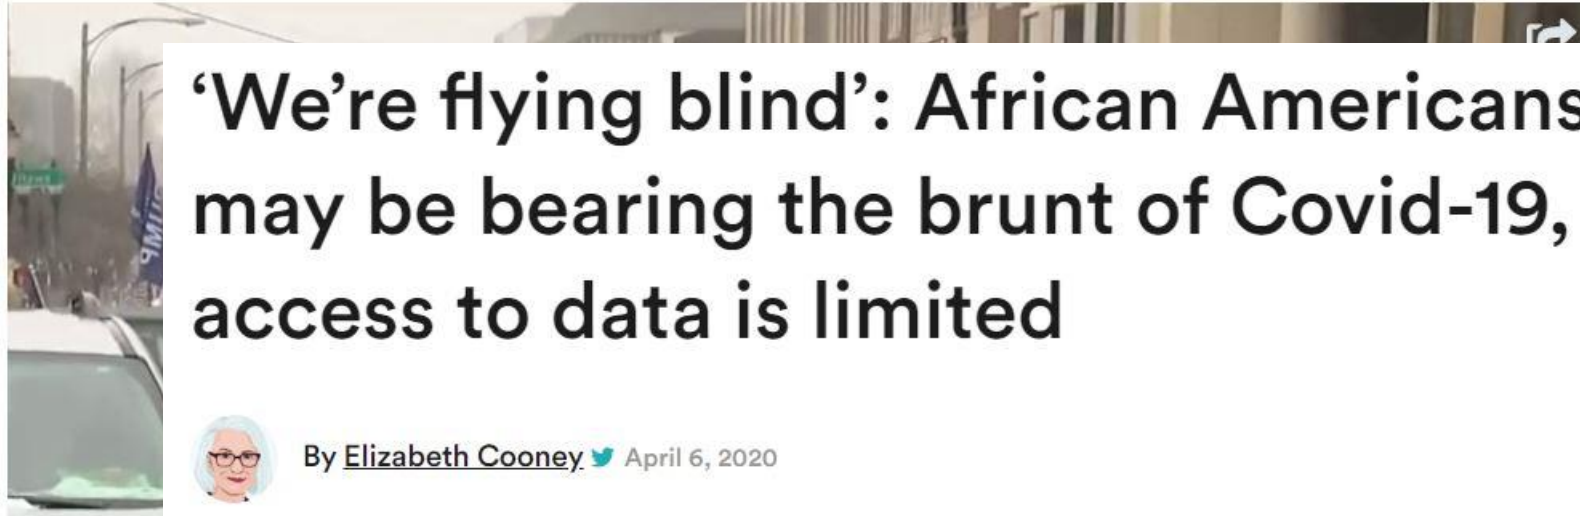 ‘We’re flying blind’: African Americans
may be bearing the brunt of Covid-19,
access to data is limited
By Elizabeth Cooney April 6, 2020